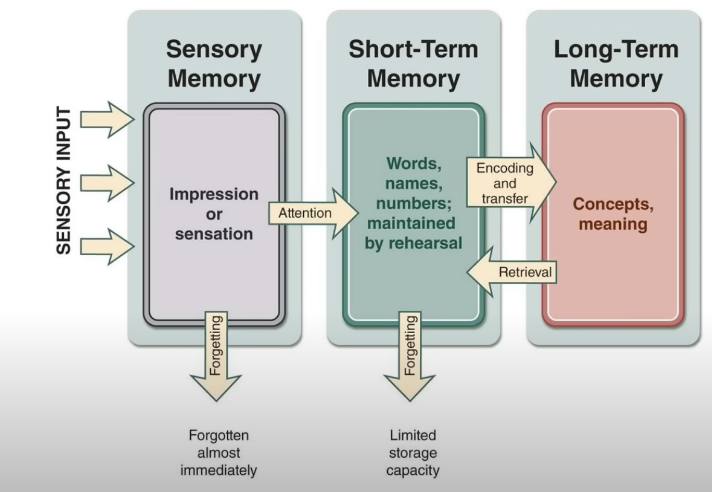 Sensory
Memory
Short-Term
Memory
Long-Term
Memory
SENSORY INPUT
Impression
or
sensation
Attention
Words,
names,
numbers;
maintained
by rehearsal
Encoding
and
transfer
Retrieval
Concepts,
meaning
Forgetting
Forgetting
Forgotten
almost
immediately
Limited
storage
capacity